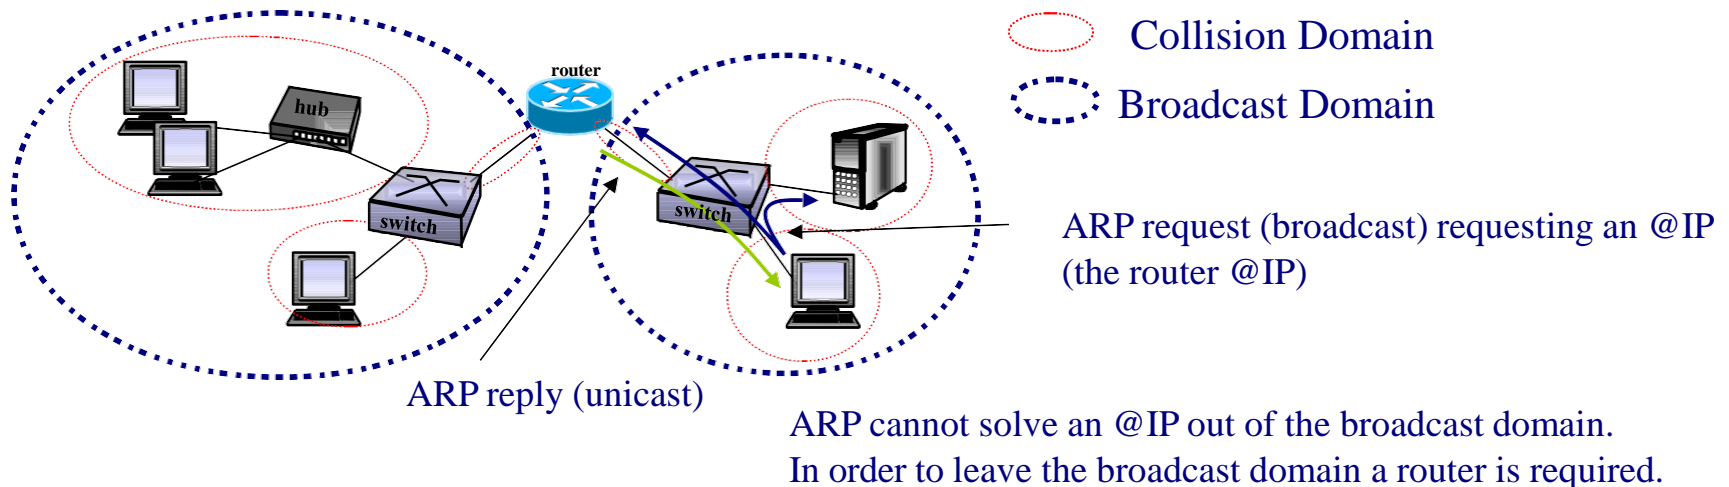 Collision Domain
router
hub
Broadcast Domain
switch
switch
ARP request (broadcast) requesting an @IP
(the router @IP)
ARP reply (unicast)
ARP cannot solve an @IP out of the broadcast domain.
In order to leave the broadcast domain a router is required.